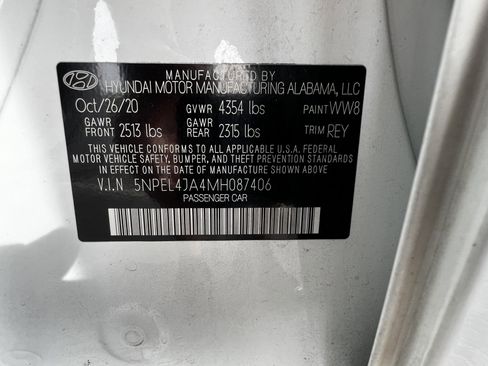 MANUFACTURED BY
HYUNDAI MOTOR MANUFACTURING ALABAMA, LLC
Oct/26/20 GVWR 4354 lbs PAINT WW8
GAWR FRONT 2513 lbs GAWR REAR 2315 lbs TRIM REY
THIS VEHICLE CONFORMS TO ALL APPLICABLE U.S.A. FEDERAL
MOTOR VEHICLE SAFETY, BUMPER, AND THEFT PREVENTION
STANDARDS IN EFFECT ON THE DATE OF MANUFACTURE
V.I.N 5NPEL4JA4MH087406
PASSENGER CAR